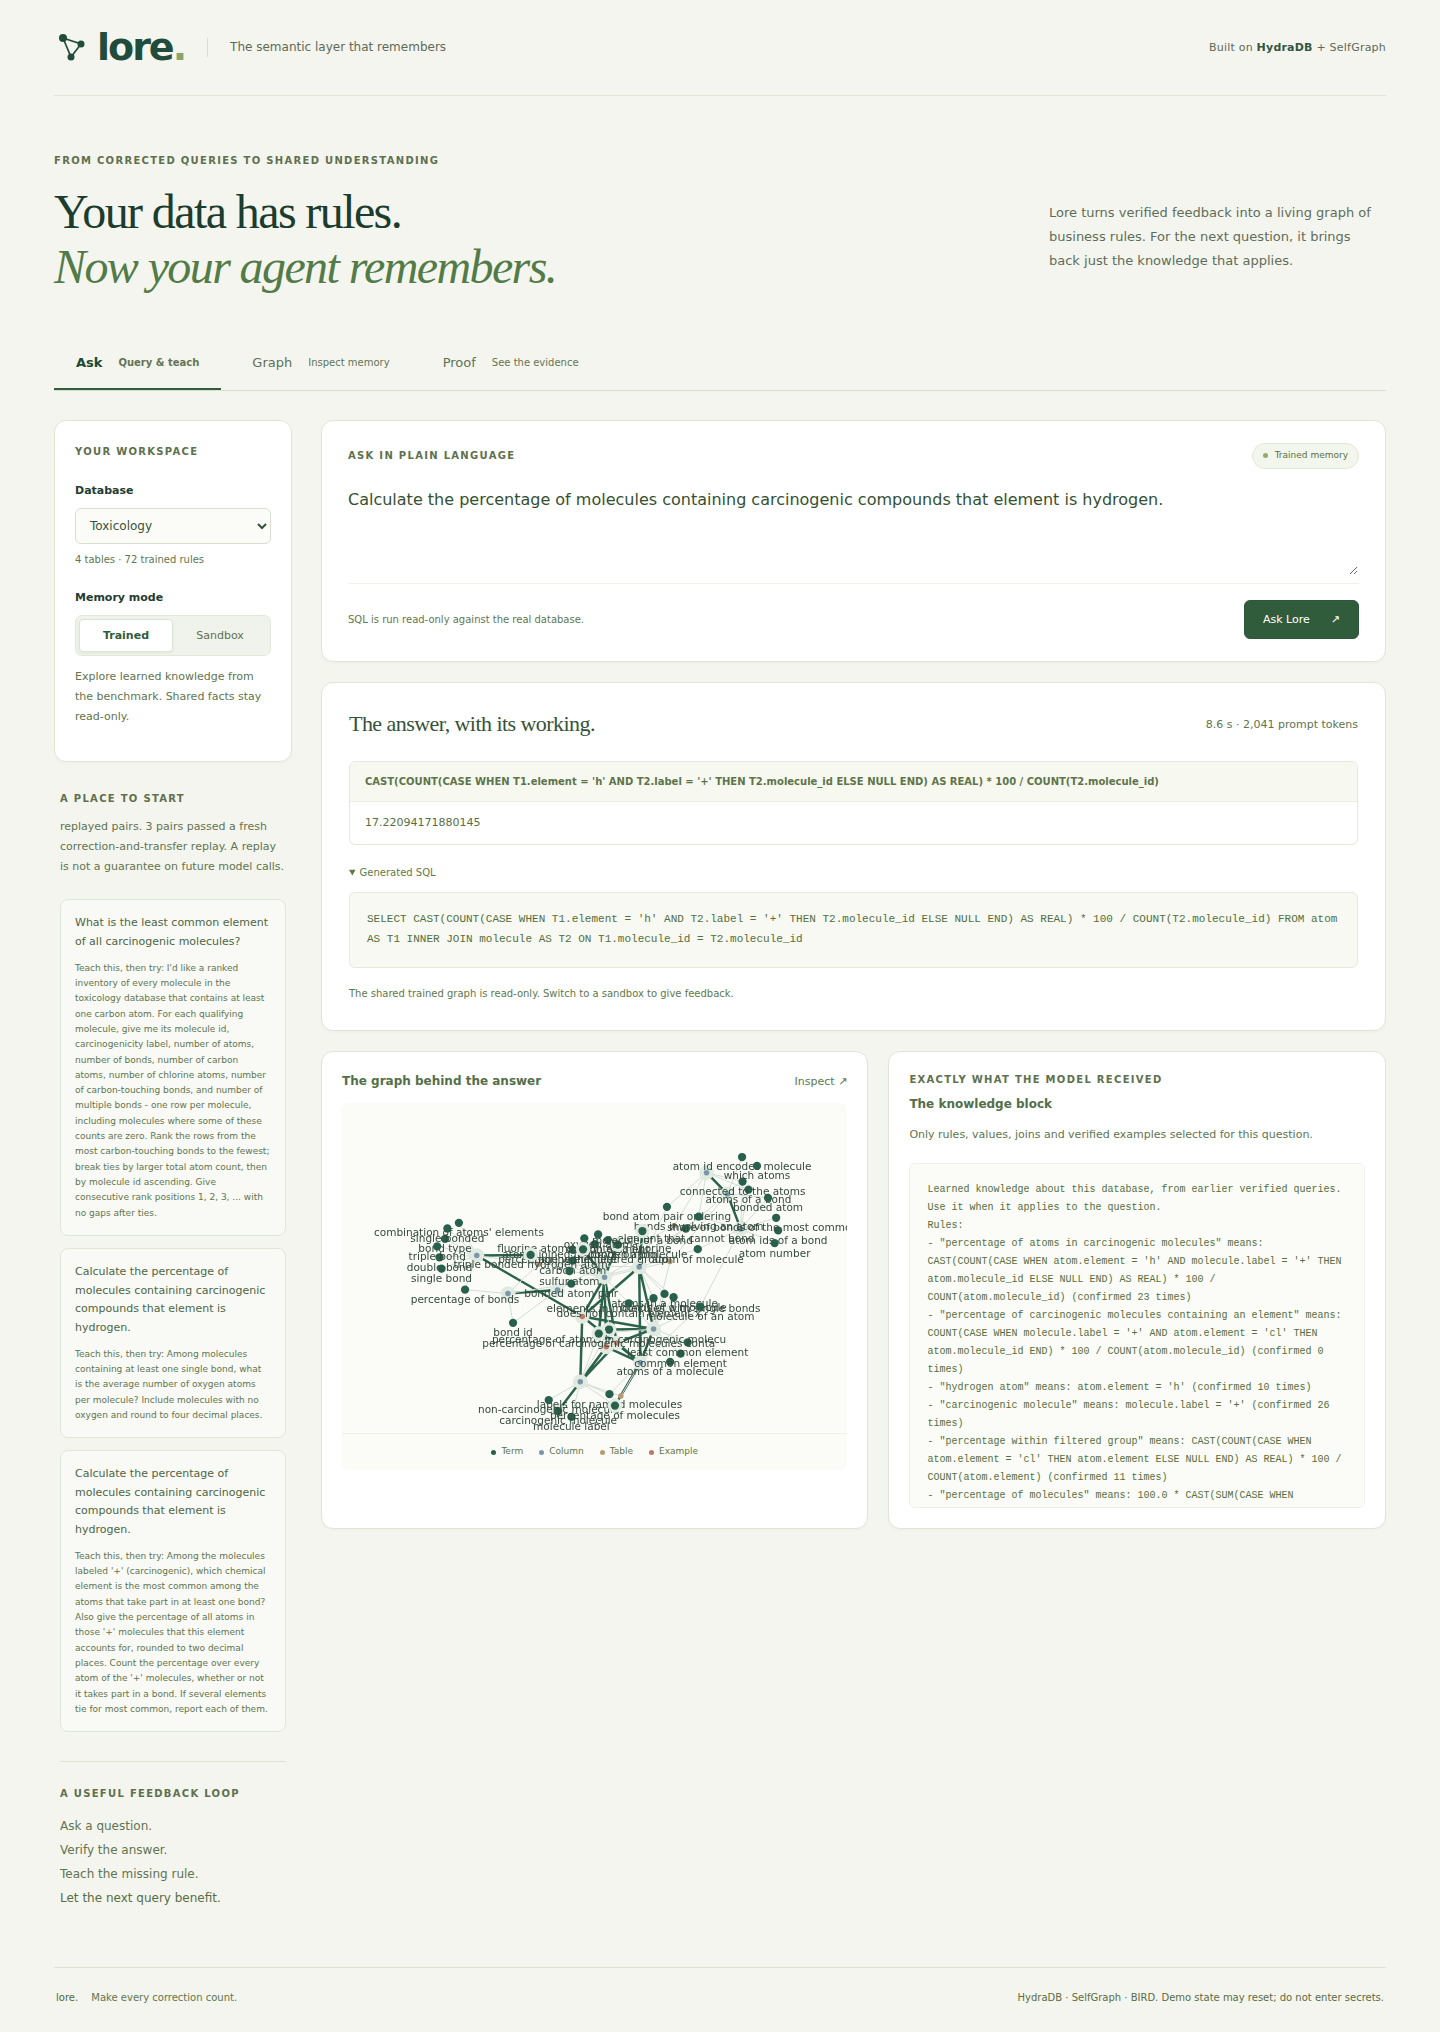 lore.
The semantic layer that remembers
Built on HydraDB + SelfGraph
FROM CORRECTED QUERIES TO SHARED UNDERSTANDING
Your data has rules.
Now your agent remembers.
Lore turns verified feedback into a living graph of
business rules. For the next question, it brings
back just the knowledge that applies.
Ask Query & teach
Graph Inspect memory
Proof See the evidence
YOUR WORKSPACE
Database
Toxicology
4 tables · 72 trained rules
Memory mode
Trained Sandbox
Explore learned knowledge from
the benchmark. Shared facts stay
read-only.
A PLACE TO START
replayed pairs. 3 pairs passed a fresh
correction-and-transfer replay. A replay
is not a guarantee on future model calls.
What is the least common element
of all carcinogenic molecules?
Teach this, then try: I'd like a ranked
inventory of every molecule in the
toxicology database that contains at least
one carbon atom. For each qualifying
molecule, give me its molecule id,
carcinogenicity label, number of atoms,
number of bonds, number of carbon
atoms, number of chlorine atoms, number
of carbon-touching bonds, and number of
multiple bonds - one row per molecule,
including molecules where some of these
counts are zero. Rank the rows from the
most carbon-touching bonds to the fewest;
break ties by larger total atom count, then
by molecule id ascending. Give
consecutive rank positions 1, 2, 3, ... with
no gaps after ties.
Calculate the percentage of
molecules containing carcinogenic
compounds that element is
hydrogen.
Teach this, then try: Among molecules
containing at least one single bond, what
is the average number of oxygen atoms
per molecule? Include molecules with no
oxygen and round to four decimal places.
Calculate the percentage of
molecules containing carcinogenic
compounds that element is
hydrogen.
Teach this, then try: Among the molecules
labeled '+' (carcinogenic), which chemical
element is the most common among the
atoms that take part in at least one bond?
Also give the percentage of all atoms in
those '+' molecules that this element
accounts for, rounded to two decimal
places. Count the percentage over every
atom of the '+' molecules, whether or not
it takes part in a bond. If several elements
tie for most common, report each of them.
A USEFUL FEEDBACK LOOP
Ask a question.
Verify the answer.
Teach the missing rule.
Let the next query benefit.
ASK IN PLAIN LANGUAGE
Trained memory
Calculate the percentage of molecules containing carcinogenic compounds that element is hydrogen.
SQL is run read-only against the real database.
Ask Lore ↗
The answer, with its working.
8.6 s · 2,041 prompt tokens
CAST(COUNT(CASE WHEN T1.element = 'h' AND T2.label = '+' THEN T2.molecule_id ELSE NULL END) AS REAL) * 100 / COUNT(T2.molecule_id)
17.22094171880145
▼ Generated SQL
SELECT CAST(COUNT(CASE WHEN T1.element = 'h' AND T2.label = '+' THEN T2.molecule_id ELSE NULL END) AS REAL) * 100 / COUNT(T2.molecule_id) FROM atom
AS T1 INNER JOIN molecule AS T2 ON T1.molecule_id = T2.molecule_id
The shared trained graph is read-only. Switch to a sandbox to give feedback.
The graph behind the answer
Inspect ↗
atom id encodes molecule
which atoms
connected to the atoms
atoms of a bond
bonded atom
bond atom pair ordering
atom ids of a bond
atom number
combination of atoms' elements
single bonded
bond type
triple bond
double bond
single bond
percentage of bonds
bond id
carbon atom
sulfur atom
bonded atom pair
molecule of an atom
least common element
common element
atoms of a molecule
labels for named molecules
non-carcinogenic molecu
percentage of molecules
carcinogenic molecule
molecule label
Term
Column
Table
Example
EXACTLY WHAT THE MODEL RECEIVED
The knowledge block
Only rules, values, joins and verified examples selected for this question.
Learned knowledge about this database, from earlier verified queries.
Use it when it applies to the question.
Rules:
- "percentage of atoms in carcinogenic molecules" means:
CAST(COUNT(CASE WHEN atom.element = 'h' AND molecule.label = '+' THEN
atom.molecule_id ELSE NULL END) AS REAL) * 100 /
COUNT(atom.molecule_id) (confirmed 23 times)
- "percentage of carcinogenic molecules containing an element" means:
COUNT(CASE WHEN molecule.label = '+' AND atom.element = 'cl' THEN
atom.molecule_id END) * 100 / COUNT(atom.molecule_id) (confirmed 0
times)
- "hydrogen atom" means: atom.element = 'h' (confirmed 10 times)
- "carcinogenic molecule" means: molecule.label = '+' (confirmed 26
times)
- "percentage within filtered group" means: CAST(COUNT(CASE WHEN
atom.element = 'cl' THEN atom.element ELSE NULL END) AS REAL) * 100 /
COUNT(atom.element) (confirmed 11 times)
- "percentage of molecules" means: 100.0 * CAST(SUM(CASE WHEN
lore. Make every correction count.
HydraDB · SelfGraph · BIRD. Demo state may reset; do not enter secrets.